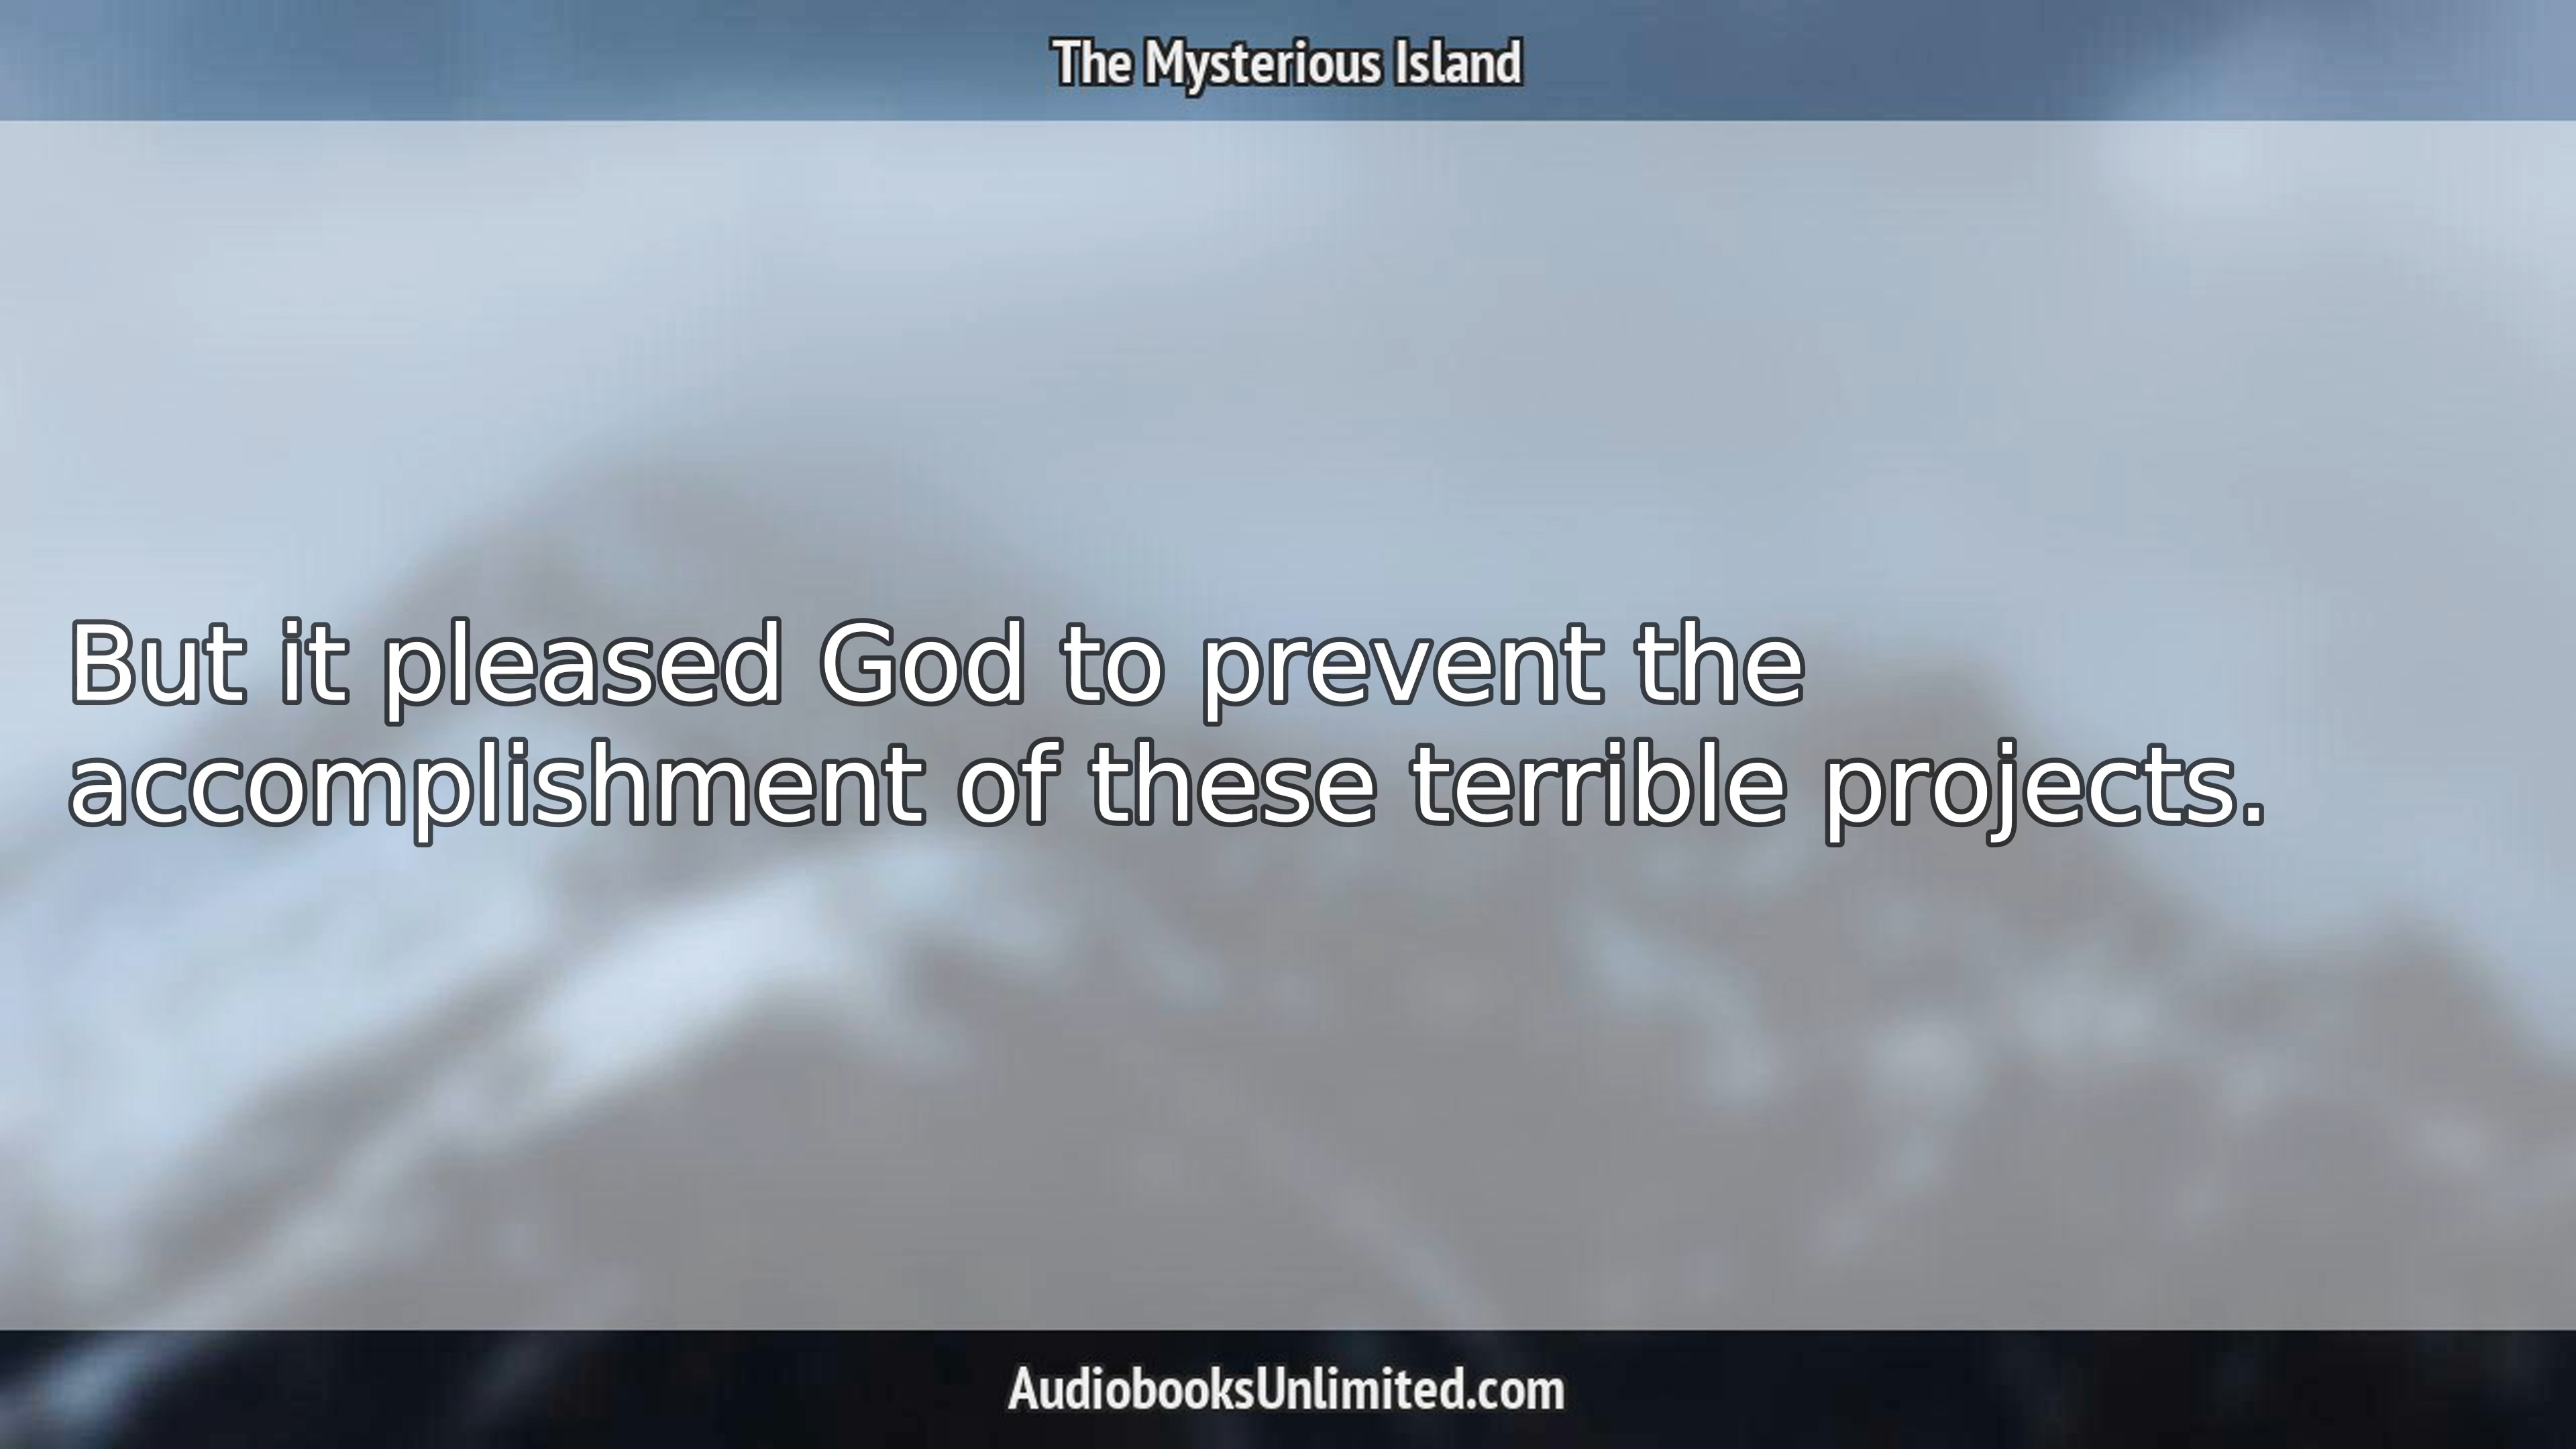 The Mysterious Island
But it pleased God to prevent the
accomplishment of these terrible projects.
AudiobooksUnlimited.com